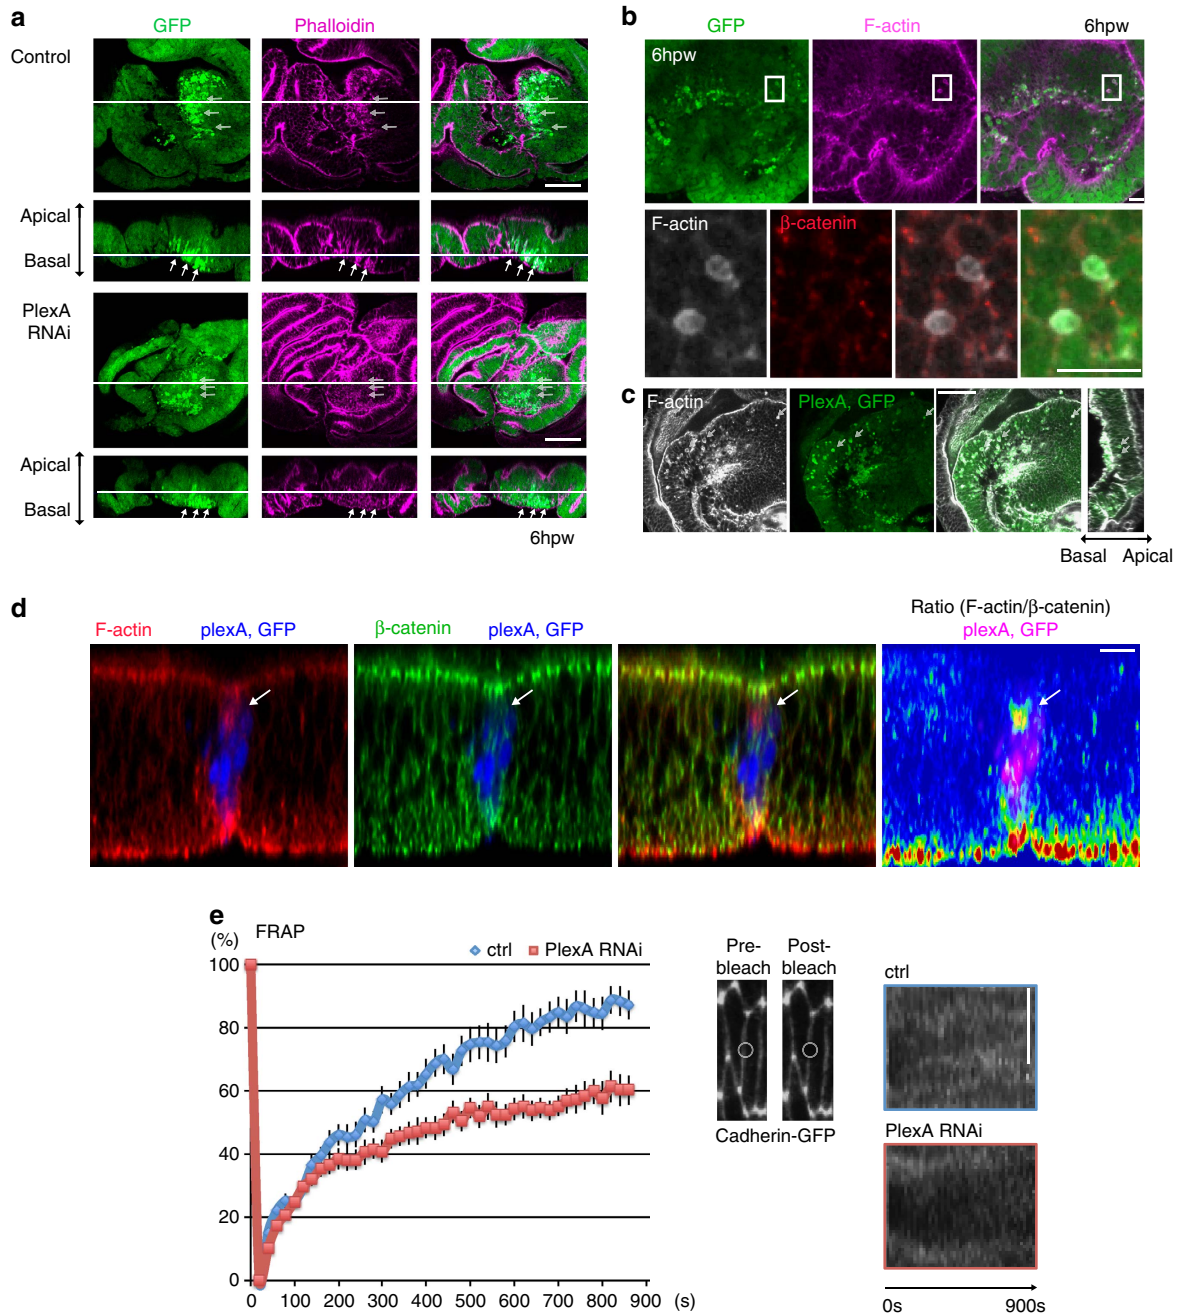 a
GFP
Phalloidin
Control
Apical
Basal
PlexA
RNAi
Apical
Basal
6hpw
b
GFP
F-actin
6hpw
6hpw
F-actin
β-catenin
c
F-actin
PlexA, GFP
Basal
Apical
d
F-actin
plexA, GFP
β-catenin
plexA, GFP
Ratio (F-actin/β-catenin)
plexA, GFP
e
(%)
FRAP
ctrl
PlexA RNAi
100
80
60
40
20
0
0 100 200 300 400 500 600 700 800 900 (s)
Pre-
bleach
Post-
bleach
Cadherin-GFP
ctrl
PlexA RNAi
0s
900s